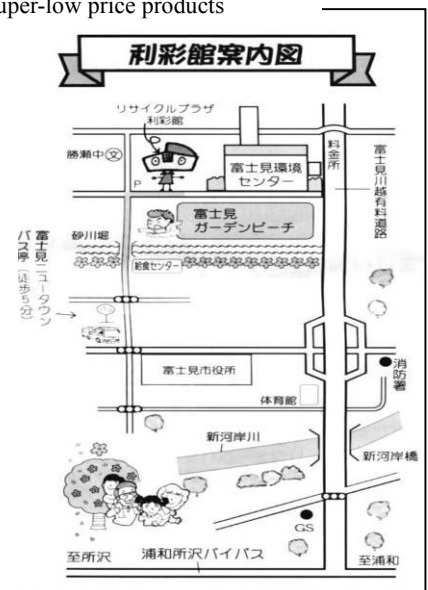 uper-low price products
利彩館案内図
リサイクルプラザ
利彩館
勝瀬中
文
P
富士見環境
センター
料金所
富士見川越有料道路
富士見
ガーデンビーチ
砂川堀
給食センター
富士見ニュータウン
バス停(徒歩5分)
富士見市役所
消防署
体育館
新河岸川
新河岸橋
GS
至所沢
浦和所沢バイパス
至浦和